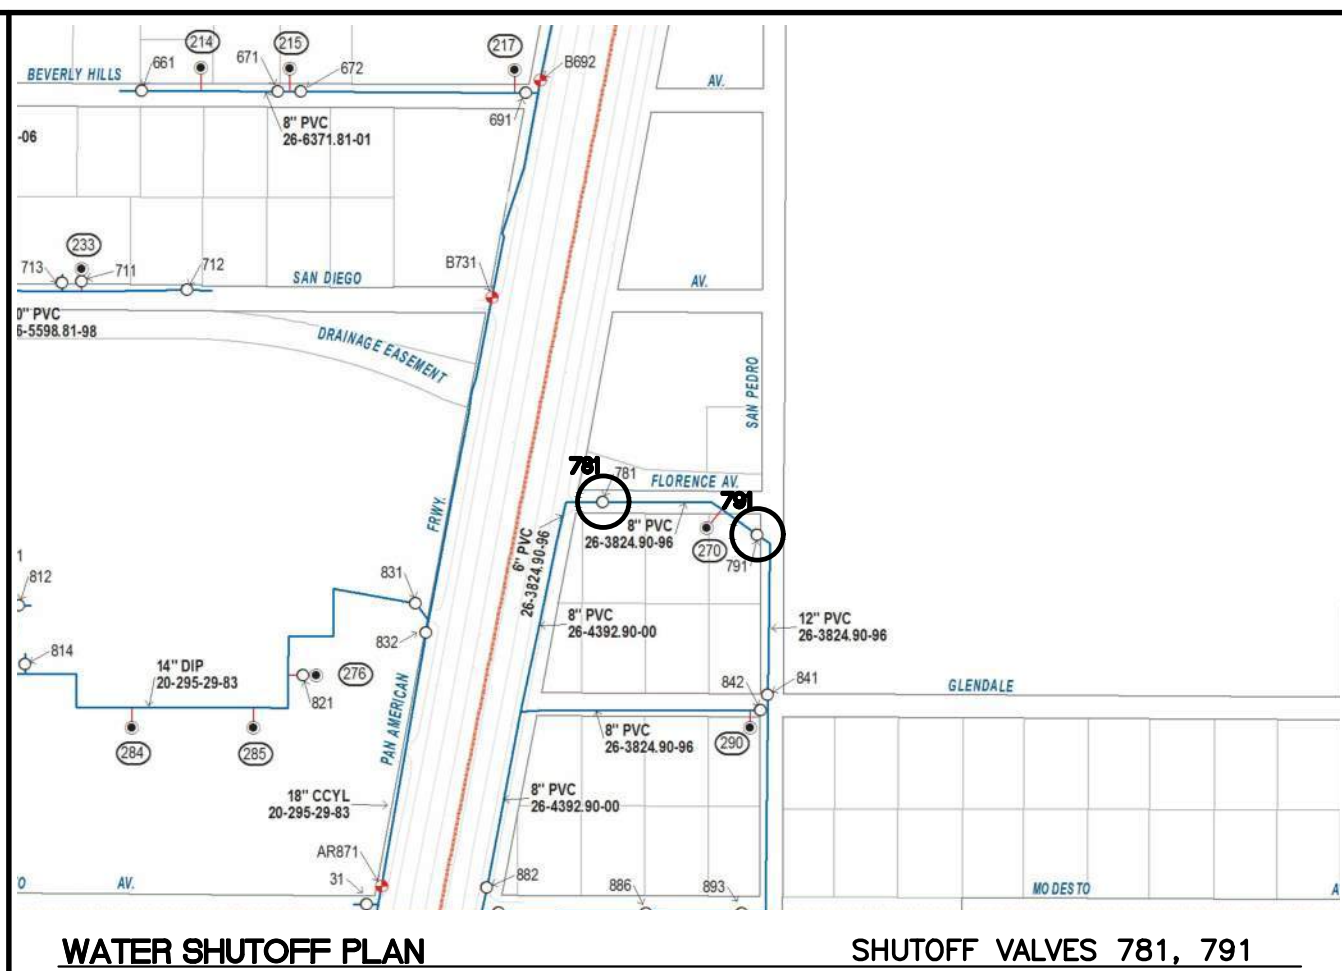 214
671
215
217
661
672
B692
BEVERLY HILLS
AV.
691
8" PVC
26-6371.81-01
-06
233
713
711
712
B731
SAN DIEGO
AV.
0" PVC
6-5598.81-98
DRAINAGE EASEMENT
SAN PEDRO
781
781
FLORENCE AV.
791
FRWY.
8" PVC
26-3824.90-96
6" PVC
26-3824.90-96
270
791
1
812
831
832
8" PVC
26-4392.90-00
12" PVC
26-3824.90-96
814
14" DIP
20-295-29-83
276
821
842
841
GLENDALE
PAN AMERICAN
284
285
8" PVC
26-3824.90-96
290
18" CCYL
20-295-29-83
8" PVC
26-4392.90-00
AR871
31
TO
AV.
882
886
893
MODESTO
A
WATER SHUTOFF PLAN
SHUTOFF VALVES 781, 791